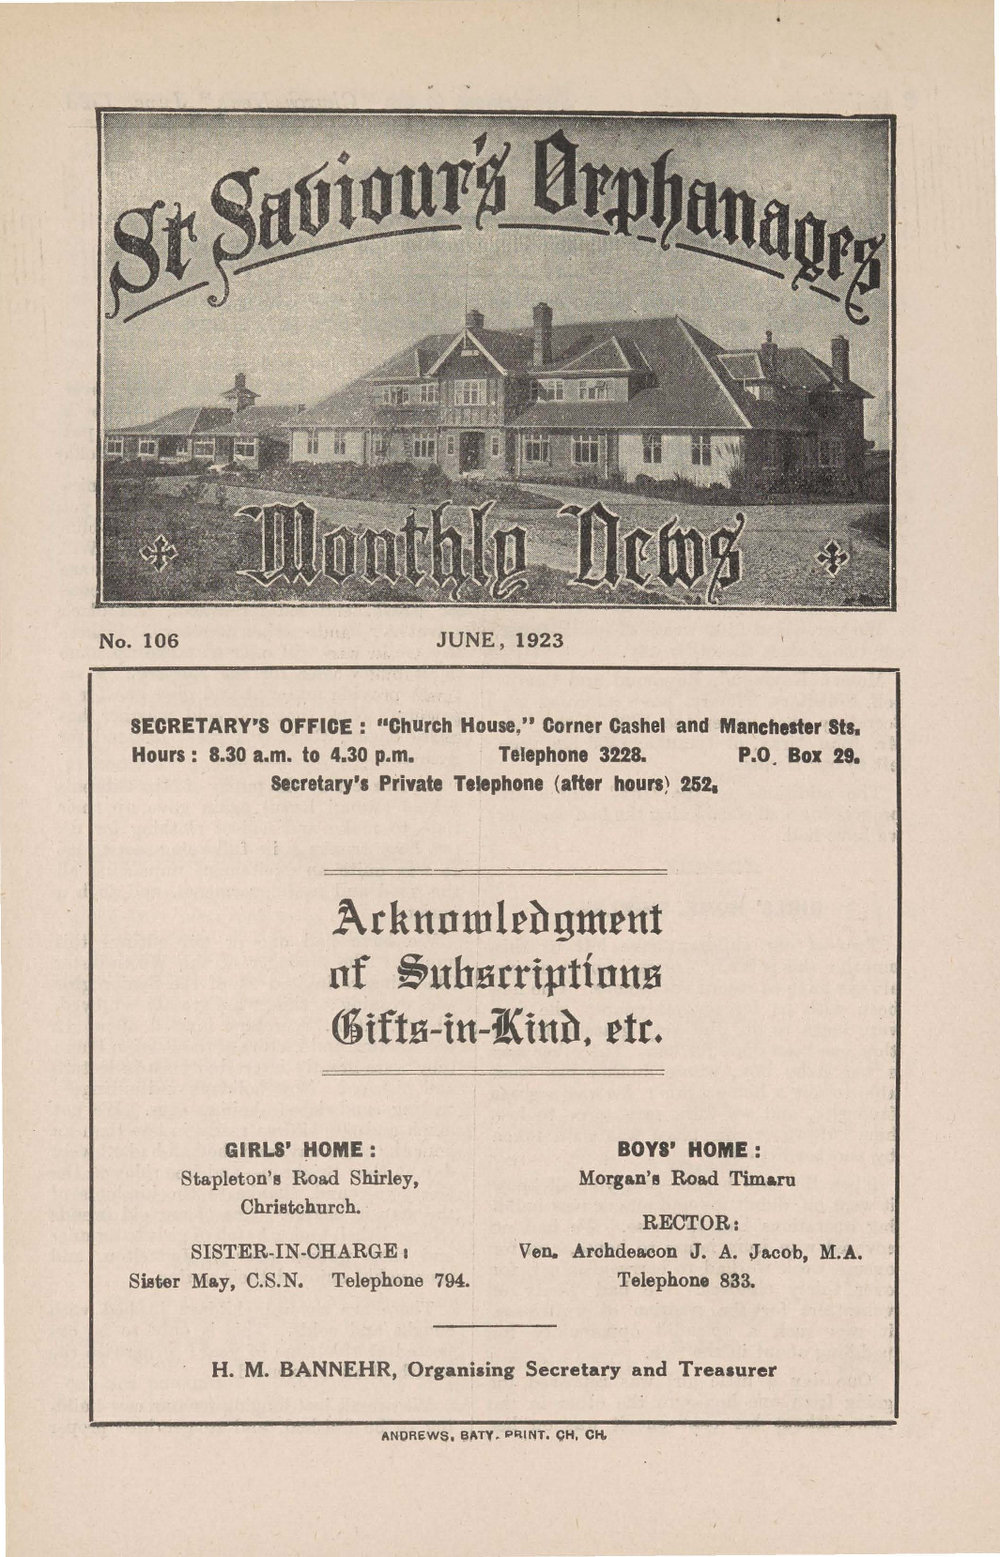 St Saviour's Orphanages
Monthly News
No. 106 JUNE, 1923
SECRETARY'S OFFICE : "Church House," Corner Cashel and Manchester Sts.
Hours : 8.30 a.m. to 4.30 p.m. Telephone 3228. P.O. Box 29.
Secretary's Private Telephone (after hours) 252.
Acknowledgment
of Subscriptions
Gifts-in-Kind, etc.
GIRLS' HOME :
Stapleton's Road Shirley,
Christchurch.
SISTER-IN-CHARGE :
Sister May, C.S.N. Telephone 794.
BOYS' HOME :
Morgan's Road Timaru
RECTOR:
Ven. Archdeacon J. A. Jacob, M.A.
Telephone 833.
H. M. BANNEHR, Organising Secretary and Treasurer
ANDREWS, BATY. PRINT. CH, CH.